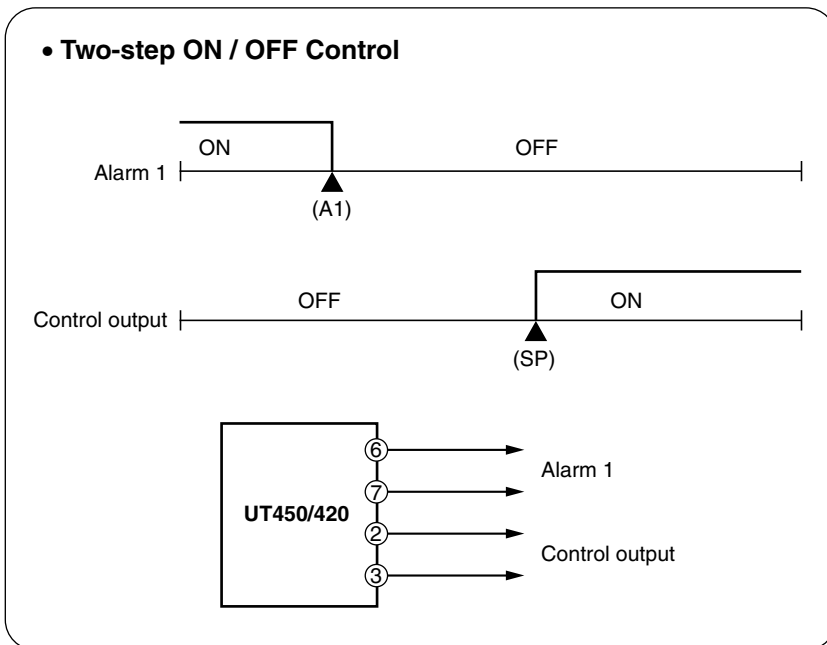 • Two-step ON / OFF Control
ON OFF
Alarm 1
(A1)
OFF ON
Control output
(SP)
6
Alarm 1
7
UT450/420
2
Control output
3